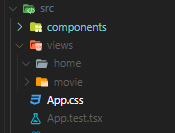 src
components
views
home
movie
App.css
App.test.tsx